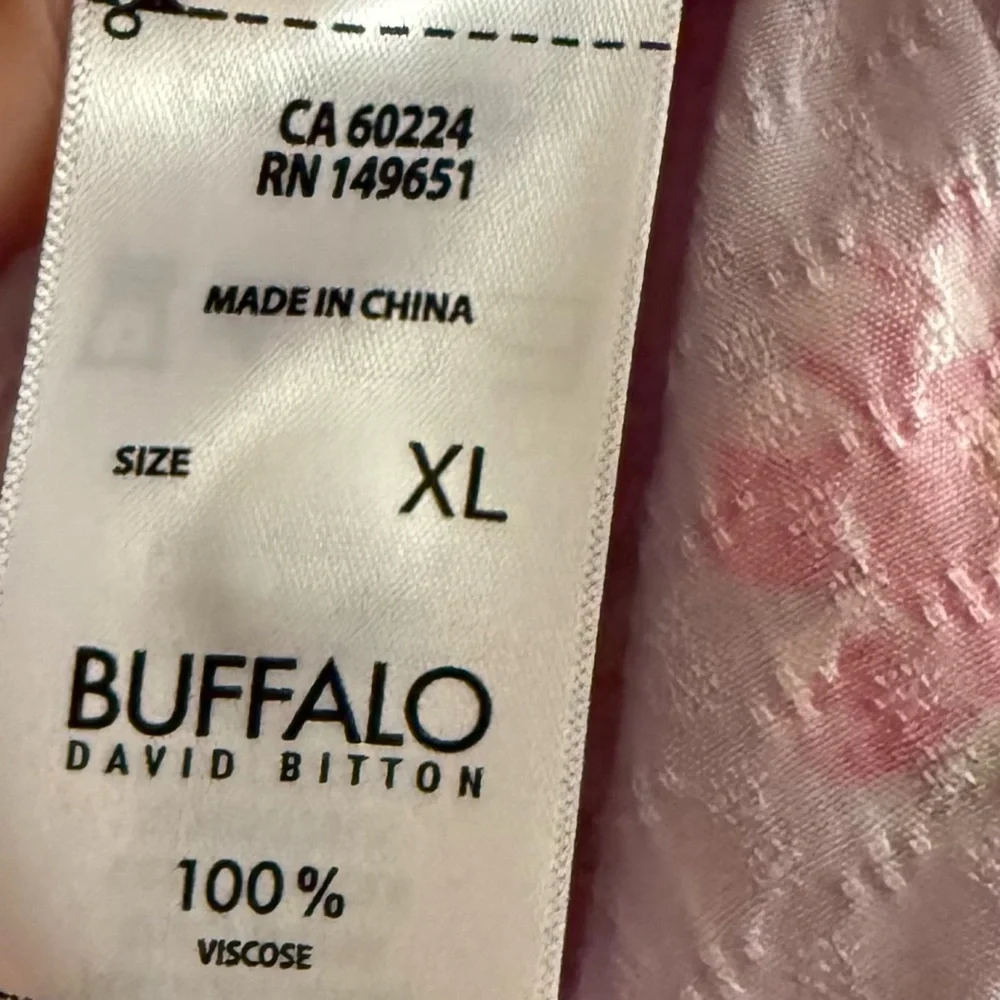 CA 60224
RN 149651
MADE IN CHINA
SIZE XL
BUFFALO
DAVID BITTON
100 %
VISCOSE